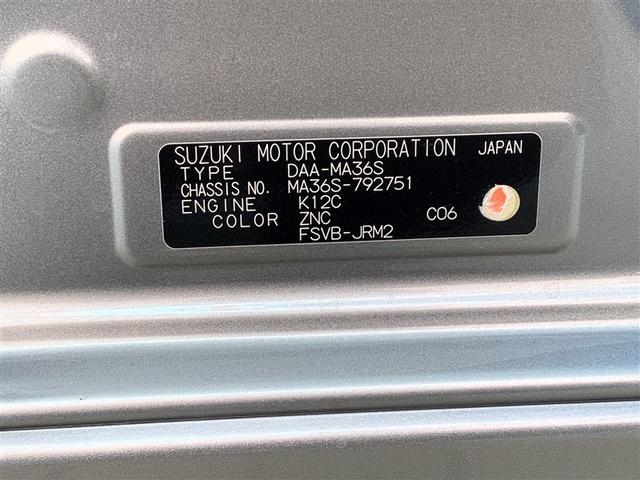 SUZUKI MOTOR CORPORATION JAPAN
TYPE DAA-MA36S
CHASSIS NO. MA36S-792751
ENGINE K12C
COLOR ZNC C06
FSVB-JRM2